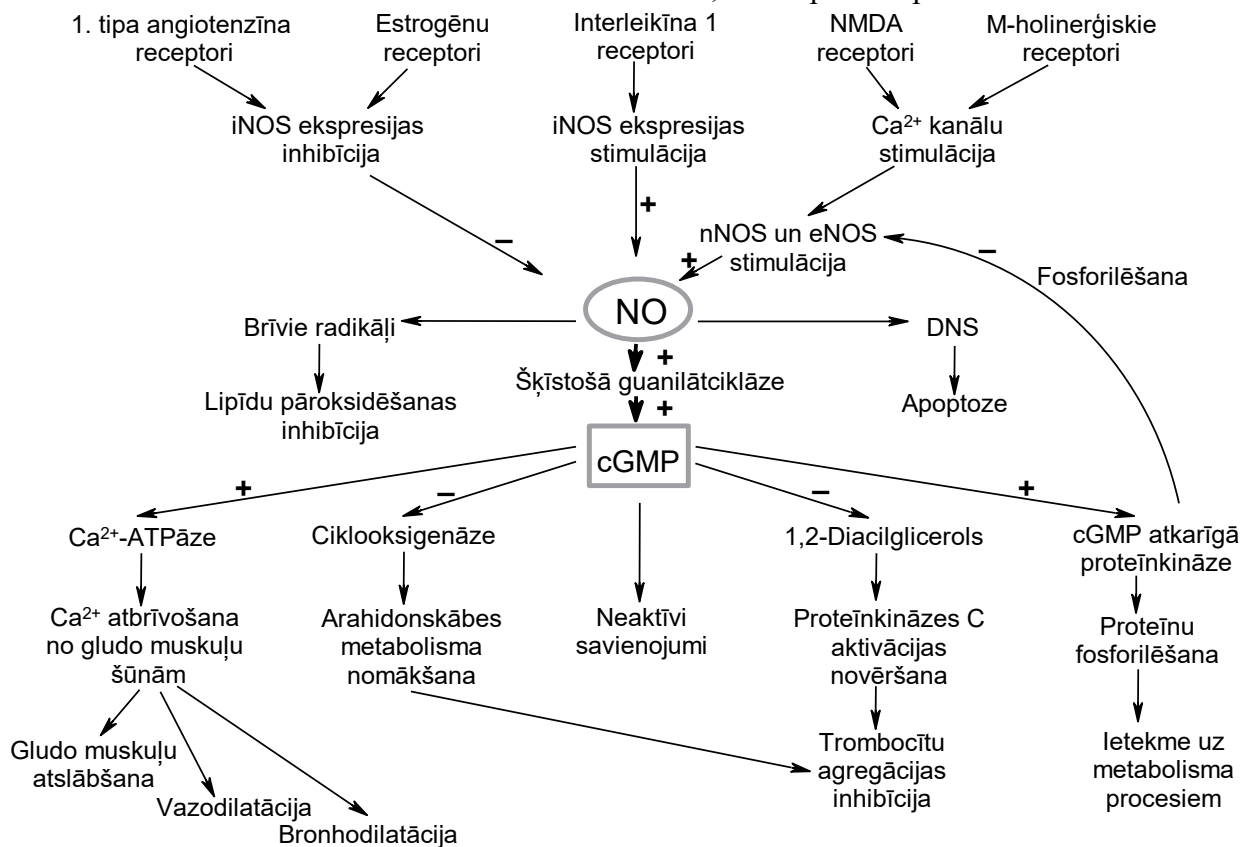 1. tipa angiotenzīna
receptori
Estrogēnu
receptori
Interleikīna 1
receptori
NMDA
receptori
M-holinerģiskie
receptori
iNOS ekspresijas
inhibīcija
iNOS ekspresijas
stimulācija
Ca²⁺ kanālu
stimulācija
+
–
nNOS un eNOS
stimulācija
+
–
Fosforilēšana
NO
Brīvie radikāļi
DNS
+
Šķīstošā guanilātciklāze
+
Lipīdu pāroksidēšanas
inhibīcija
Apoptoze
cGMP
+
–
–
+
Ca²⁺-ATPāze
Ciklooksigenāze
1,2-Diacilglicerols
cGMP atkarīgā
proteīnkināze
Ca²⁺ atbrīvošana
no gludo muskuļu
šūnām
Arahidonskābes
metabolisma
nomākšana
Neaktīvi
savienojumi
Proteīnkināzes C
aktivācijas
novēršana
Proteīnu
fosforilēšana
Gludo muskuļu
atslābšana
Vazodilatācija
Bronhodilatācija
Trombocītu
agregācijas
inhibīcija
Ietekme uz
metabolisma
procesiem